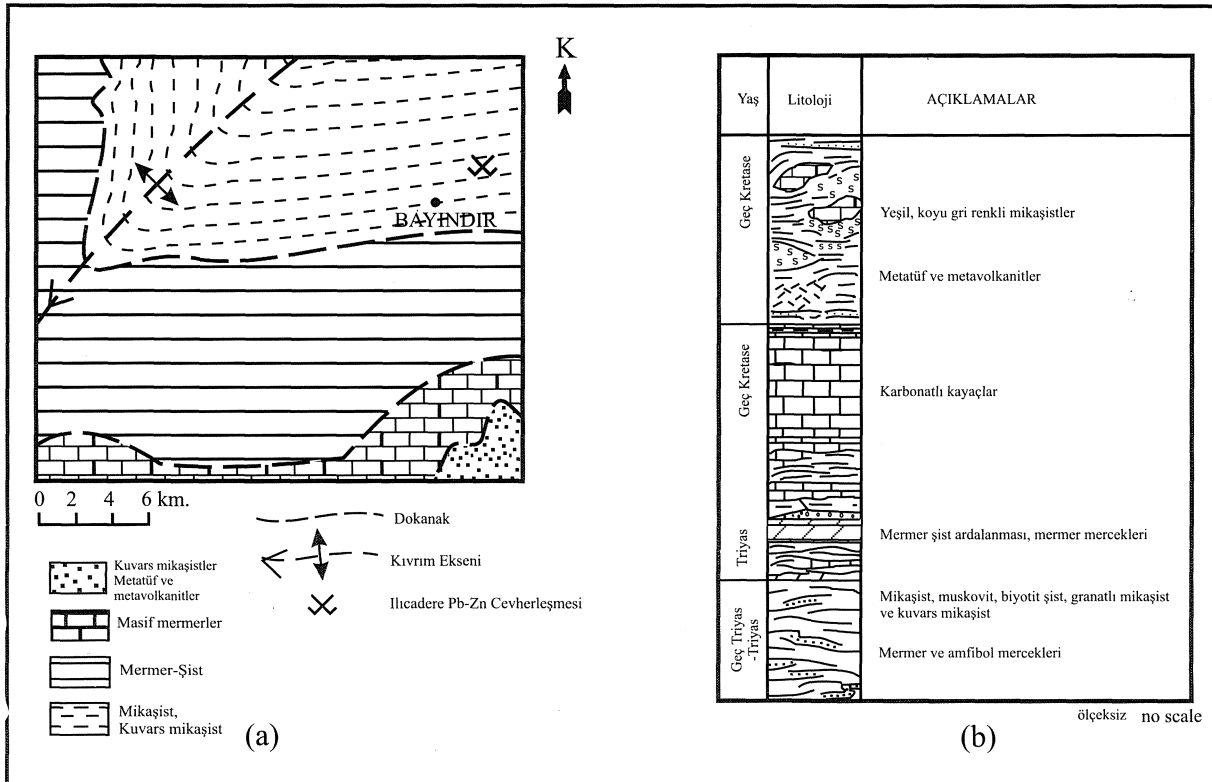 K
BAYINDIR
0 2 4 6 km.
Dokanak
Kıvrım Ekseni
Ilıcadere Pb-Zn Cevherleşmesi
Kuvars mikaşistler
Metatüf ve
metavolkanitler
Masif mermerler
Mermer-Şist
Mikaşist,
Kuvars mikaşist
(a)
Yaş
Litoloji
AÇIKLAMALAR
Geç Kretase
Yeşil, koyu gri renkli mikaşistler
Metatüf ve metavolkanitler
Geç Kretase
Karbonatlı kayaçlar
Triyas
Mermer şist ardalanması, mermer mercekleri
Geç Triyas
-Triyas
Mikaşist, muskovit, biyotit şist, granatlı mikaşist
ve kuvars mikaşist
Mermer ve amfibol mercekleri
ölçeksiz no scale
(b)